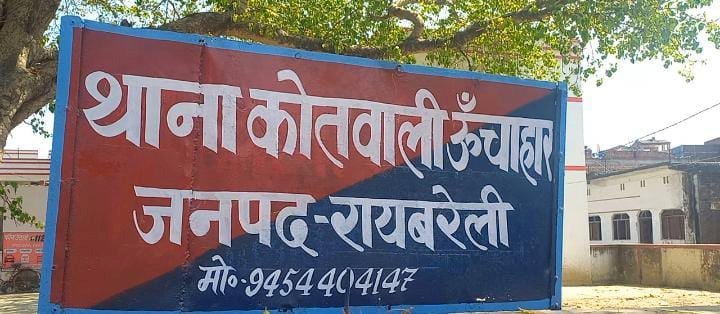 थाना कोतवाली ऊँचाहार
जनपद-रायबरेली
मो०-9454404147